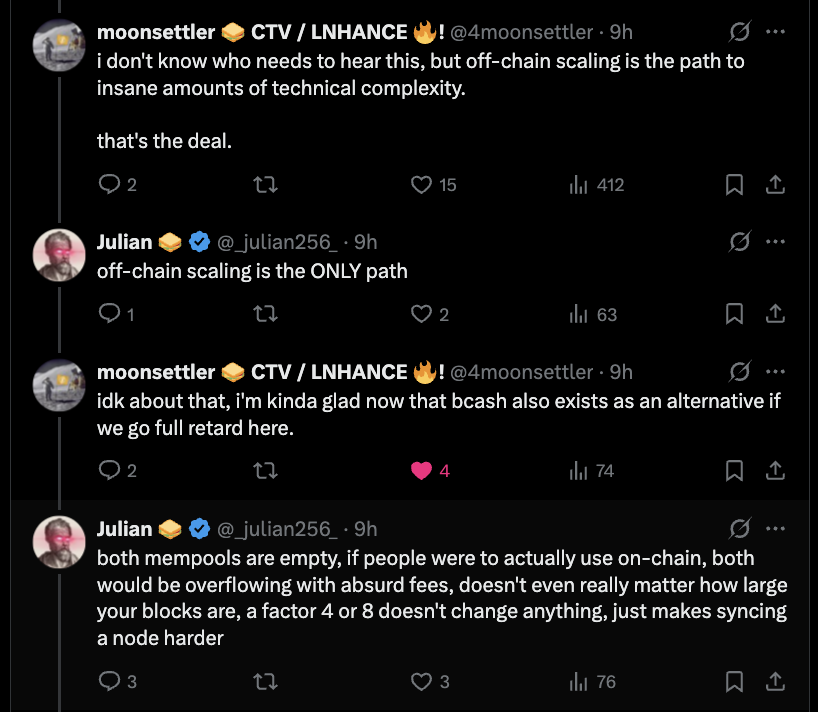 moonsettler 🥪 CTV / LNHANCE 🔥! @4moonsettler · 9h
i don't know who needs to hear this, but off-chain scaling is the path to
insane amounts of technical complexity.
that's the deal.
2 15 412
Julian 🥪 @_julian256_ · 9h
off-chain scaling is the ONLY path
1 2 63
moonsettler 🥪 CTV / LNHANCE 🔥! @4moonsettler · 9h
idk about that, i'm kinda glad now that bcash also exists as an alternative if
we go full retard here.
2 4 74
Julian 🥪 @_julian256_ · 9h
both mempools are empty, if people were to actually use on-chain, both
would be overflowing with absurd fees, doesn't even really matter how large
your blocks are, a factor 4 or 8 doesn't change anything, just makes syncing
a node harder
3 3 76